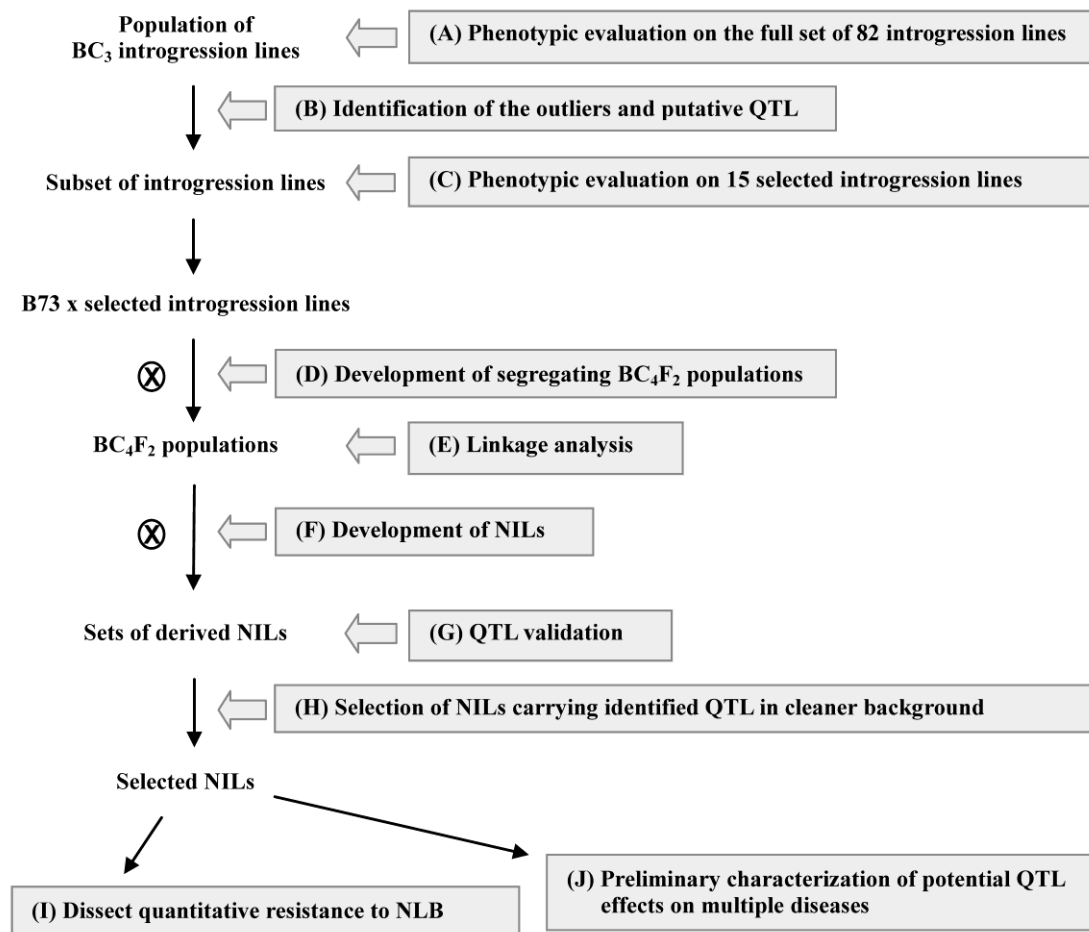 Population of
BC₃ introgression lines
(A) Phenotypic evaluation on the full set of 82 introgression lines
(B) Identification of the outliers and putative QTL
Subset of introgression lines
(C) Phenotypic evaluation on 15 selected introgression lines
B73 x selected introgression lines
(D) Development of segregating BC₄F₂ populations
BC₄F₂ populations
(E) Linkage analysis
(F) Development of NILs
Sets of derived NILs
(G) QTL validation
(H) Selection of NILs carrying identified QTL in cleaner background
Selected NILs
(I) Dissect quantitative resistance to NLB
(J) Preliminary characterization of potential QTL
effects on multiple diseases